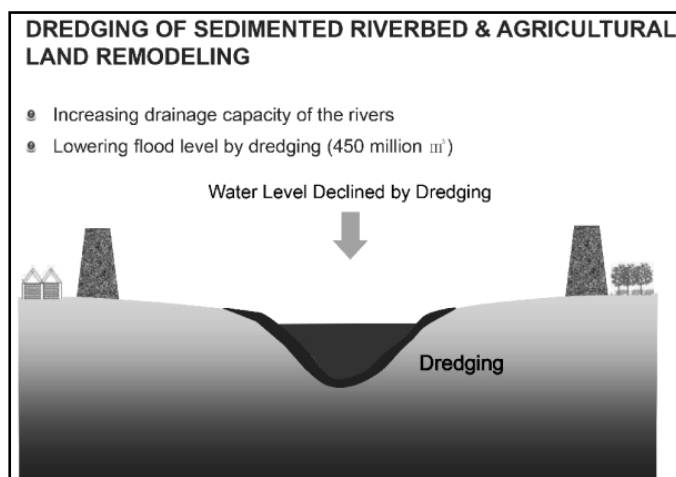 DREDGING OF SEDIMENTED RIVERBED & AGRICULTURAL
LAND REMODELING
Increasing drainage capacity of the rivers
Lowering flood level by dredging (450 million ㎥)
Water Level Declined by Dredging
Dredging